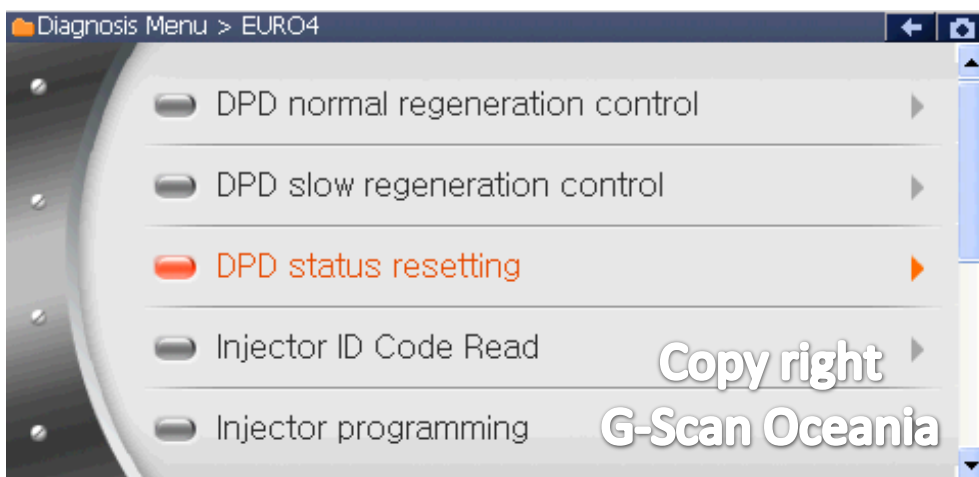 Diagnosis Menu > EURO4
DPD normal regeneration control
DPD slow regeneration control
DPD status resetting
Injector ID Code Read
Injector programming
Copy right
G-Scan Oceania